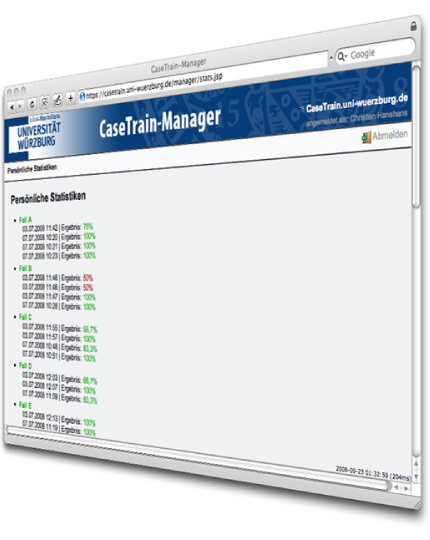 CaseTrain-Manager
https://casetrain.uni-wuerzburg.de/manager/stats.jsp
Google
Julius-Maximilians-
UNIVERSITÄT
WÜRZBURG
CaseTrain-Manager
CaseTrain.uni-wuerzburg.de
angemeldet als: Christian Hanshans
Abmelden
Persönliche Statistiken
Persönliche Statistiken
• Fall A
03.07.2008 11:42 | Ergebnis: 75%
07.07.2008 10:20 | Ergebnis: 100%
07.07.2008 10:21 | Ergebnis: 100%
07.07.2008 10:23 | Ergebnis: 100%
• Fall B
03.07.2008 11:46 | Ergebnis: 50%
03.07.2008 11:46 | Ergebnis: 50%
03.07.2008 11:47 | Ergebnis: 100%
07.07.2008 10:28 | Ergebnis: 100%
• Fall C
03.07.2008 11:55 | Ergebnis: 66,7%
03.07.2008 11:57 | Ergebnis: 100%
07.07.2008 10:48 | Ergebnis: 83,3%
07.07.2008 10:51 | Ergebnis: 100%
• Fall D
03.07.2008 12:03 | Ergebnis: 66,7%
03.07.2008 12:07 | Ergebnis: 100%
07.07.2008 11:09 | Ergebnis: 83,3%
• Fall E
03.07.2008 12:13 | Ergebnis: 100%
07.07.2008 11:19 | Ergebnis: 100%
2008-09-23 01:32:59 (204ms)